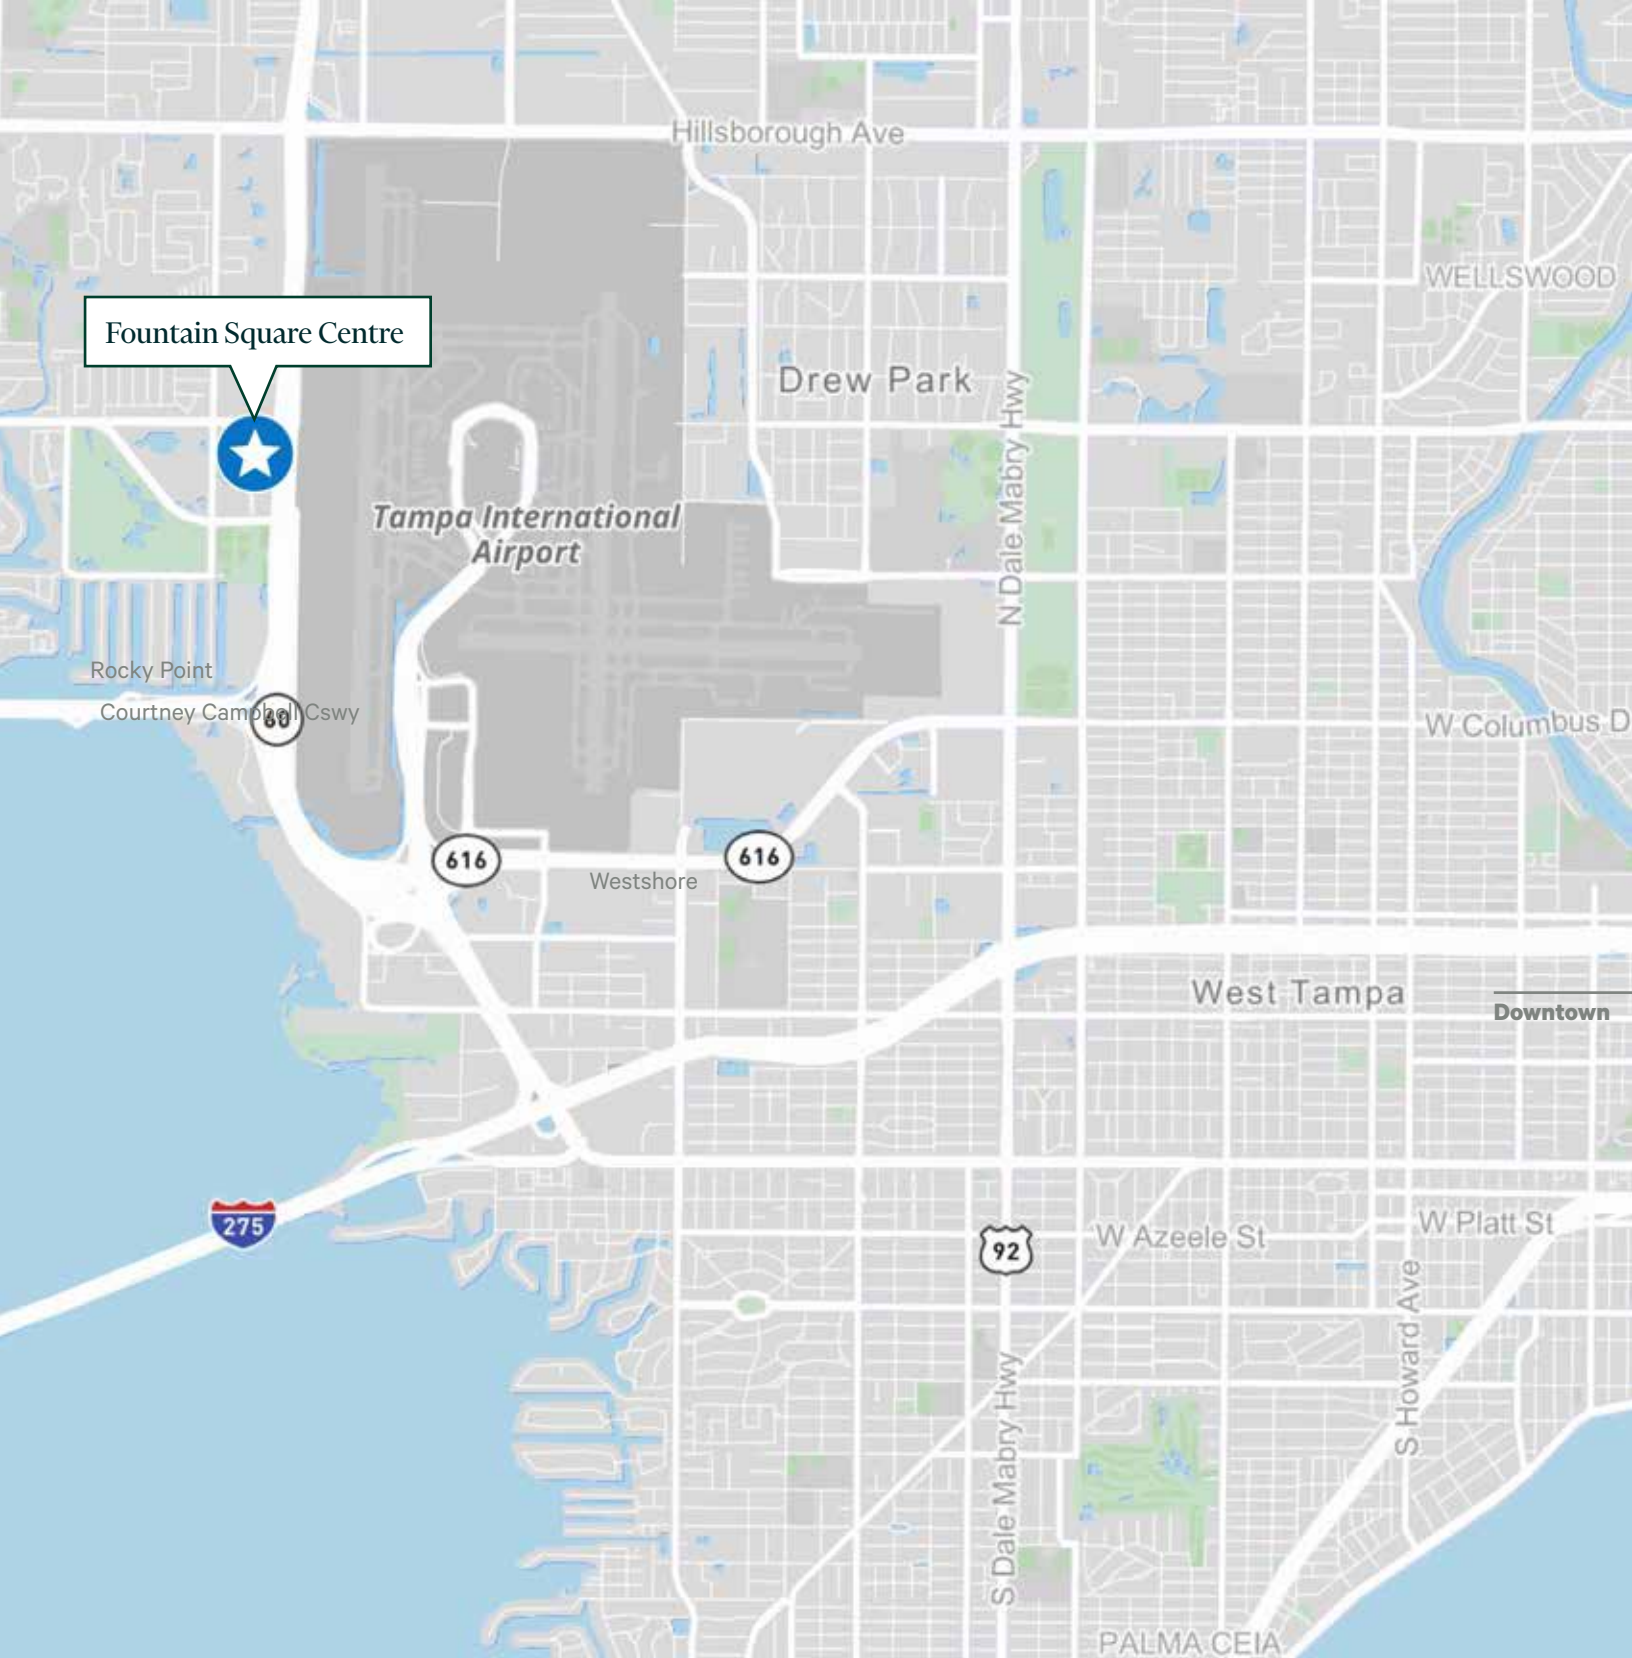 Hillsborough Ave
WELLSWOOD
Fountain Square Centre
Drew Park
N Dale Mabry Hwy
Tampa International
Airport
Rocky Point
Courtney Campbell Cswy
60
W Columbus D
616
616
Westshore
West Tampa
Downtown
275
92
W Azeele St
W Platt St
S Howard Ave
S Dale Mabry Hwy
PALMA CEIA